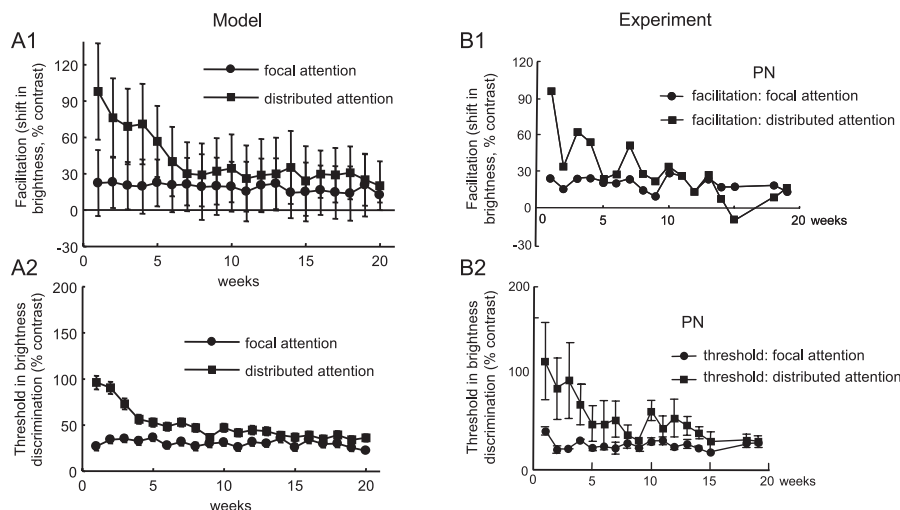 Model
Experiment
A1
Facilitation (shift in
brightness, % contrast)
120
90
60
30
0
-30
focal attention
distributed attention
0
5
10
15
20
weeks
B1
Facilitation (shift in
brightness, % contrast)
120
90
60
30
0
-30
PN
facilitation: focal attention
facilitation: distributed attention
0
5
10
15
20
weeks
A2
Threshold in brightness
discrimination (% contrast)
200
150
100
50
0
focal attention
distributed attention
0
5
10
15
20
weeks
B2
Threshold in brightness
discrimination (% contrast)
200
100
0
PN
threshold: focal attention
threshold: distributed attention
0
5
10
15
20
weeks